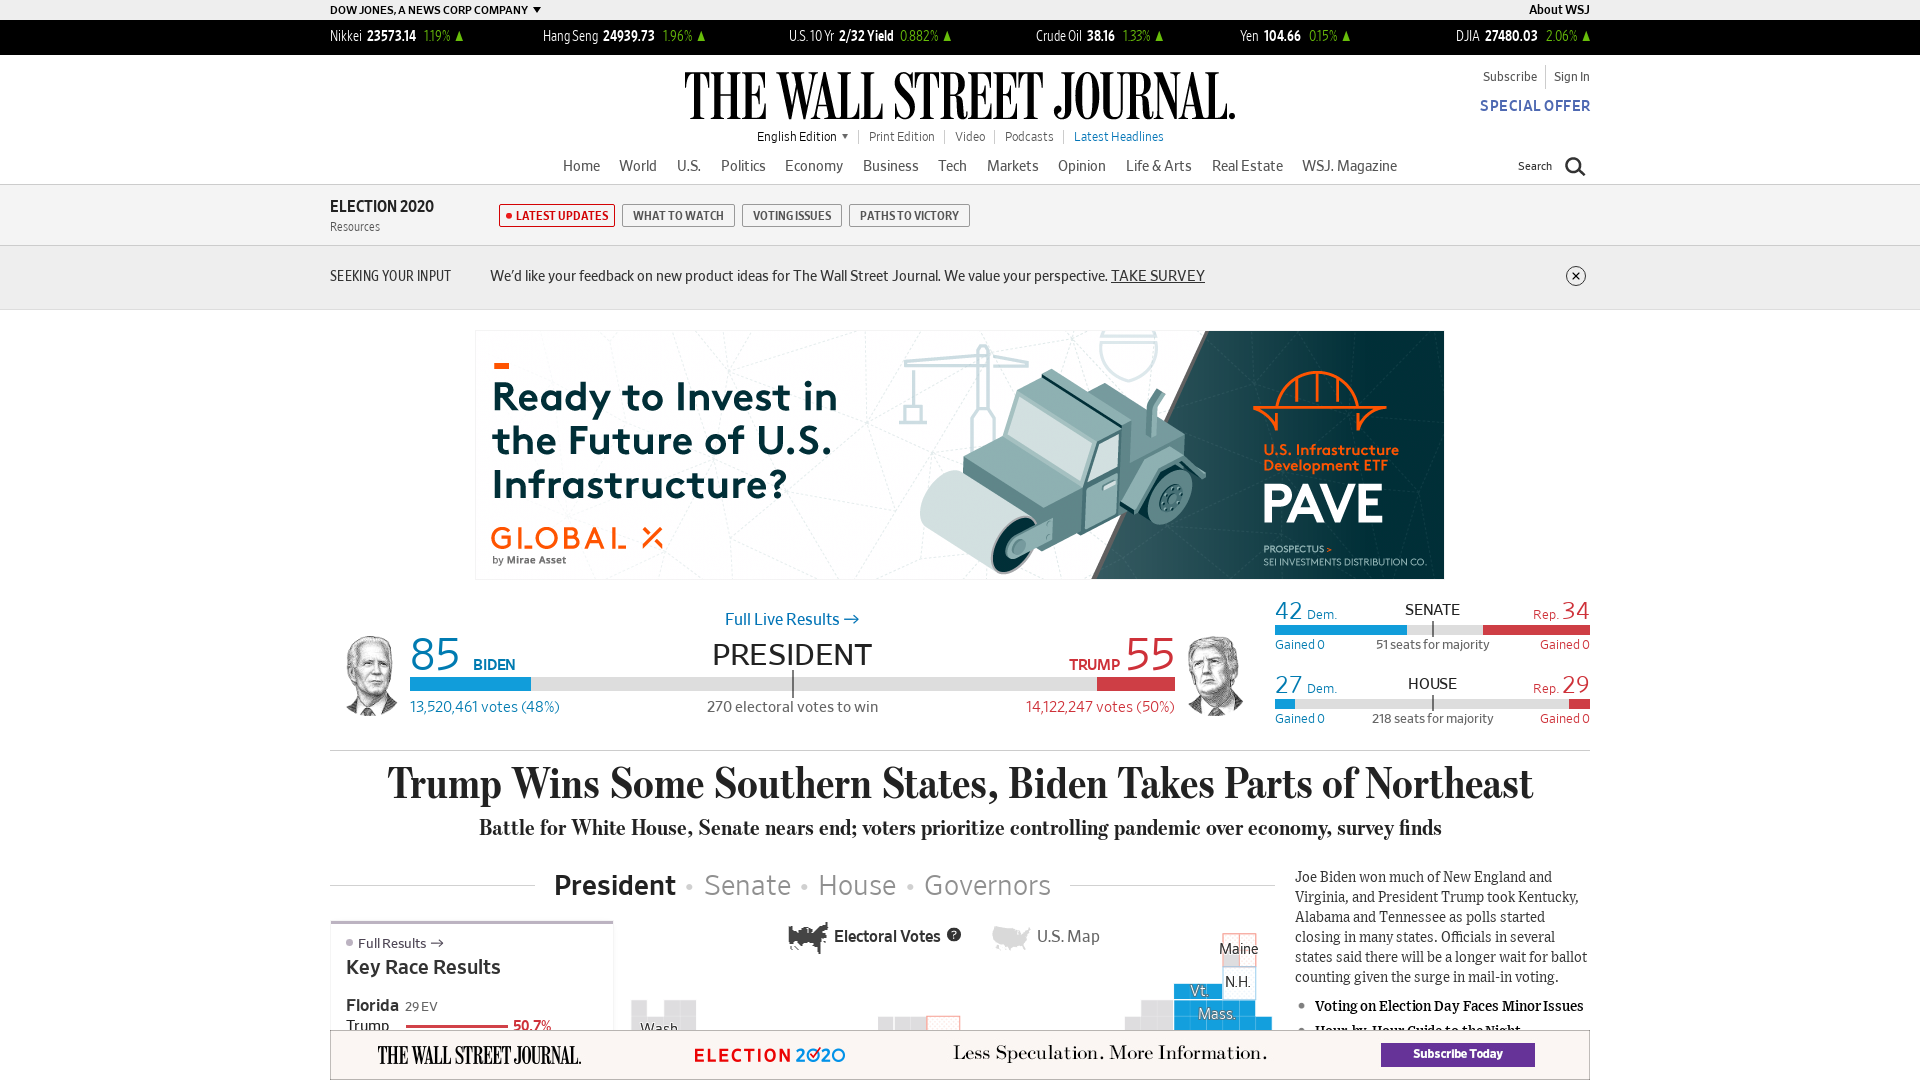 DOW JONES, A NEWS CORP COMPANY
About WSJ
Nikkei 23573.14 1.19%
Hang Seng 24939.73 1.96%
U.S. 10 Yr 2/32 Yield 0.882%
Crude Oil 38.16 1.33%
Yen 104.66 0.15%
DJIA 27480.03 2.06%
THE WALL STREET JOURNAL.
Subscribe
Sign In
SPECIAL OFFER
English Edition
Print Edition
Video
Podcasts
Latest Headlines
Home
World
U.S.
Politics
Economy
Business
Tech
Markets
Opinion
Life & Arts
Real Estate
WSJ. Magazine
Search
ELECTION 2020
Resources
LATEST UPDATES
WHAT TO WATCH
VOTING ISSUES
PATHS TO VICTORY
SEEKING YOUR INPUT
We’d like your feedback on new product ideas for The Wall Street Journal. We value your perspective. TAKE SURVEY
Ready to Invest in
the Future of U.S.
Infrastructure?
GLOBAL X
by Mirae Asset
U.S. Infrastructure
Development ETF
PAVE
PROSPECTUS >
SEI INVESTMENTS DISTRIBUTION CO.
Full Live Results →
85 BIDEN
PRESIDENT
TRUMP 55
13,520,461 votes (48%)
270 electoral votes to win
14,122,247 votes (50%)
42 Dem.
SENATE
Rep. 34
Gained 0
51 seats for majority
Gained 0
27 Dem.
HOUSE
Rep. 29
Gained 0
218 seats for majority
Gained 0
Trump Wins Some Southern States, Biden Takes Parts of Northeast
Battle for White House, Senate nears end; voters prioritize controlling pandemic over economy, survey finds
President • Senate • House • Governors
Full Results →
Key Race Results
Florida 29 EV
Trump 50.7%
Electoral Votes ?
U.S. Map
Maine
N.H.
Vt.
Mass.
Wash.
Joe Biden won much of New England and
Virginia, and President Trump took Kentucky,
Alabama and Tennessee as polls started
closing in many states. Officials in several
states said there will be a longer wait for ballot
counting given the surge in mail-in voting.
• Voting on Election Day Faces Minor Issues
• Hour-by-Hour Guide to the Night
THE WALL STREET JOURNAL.
ELECTION 2020
Less Speculation. More Information.
Subscribe Today